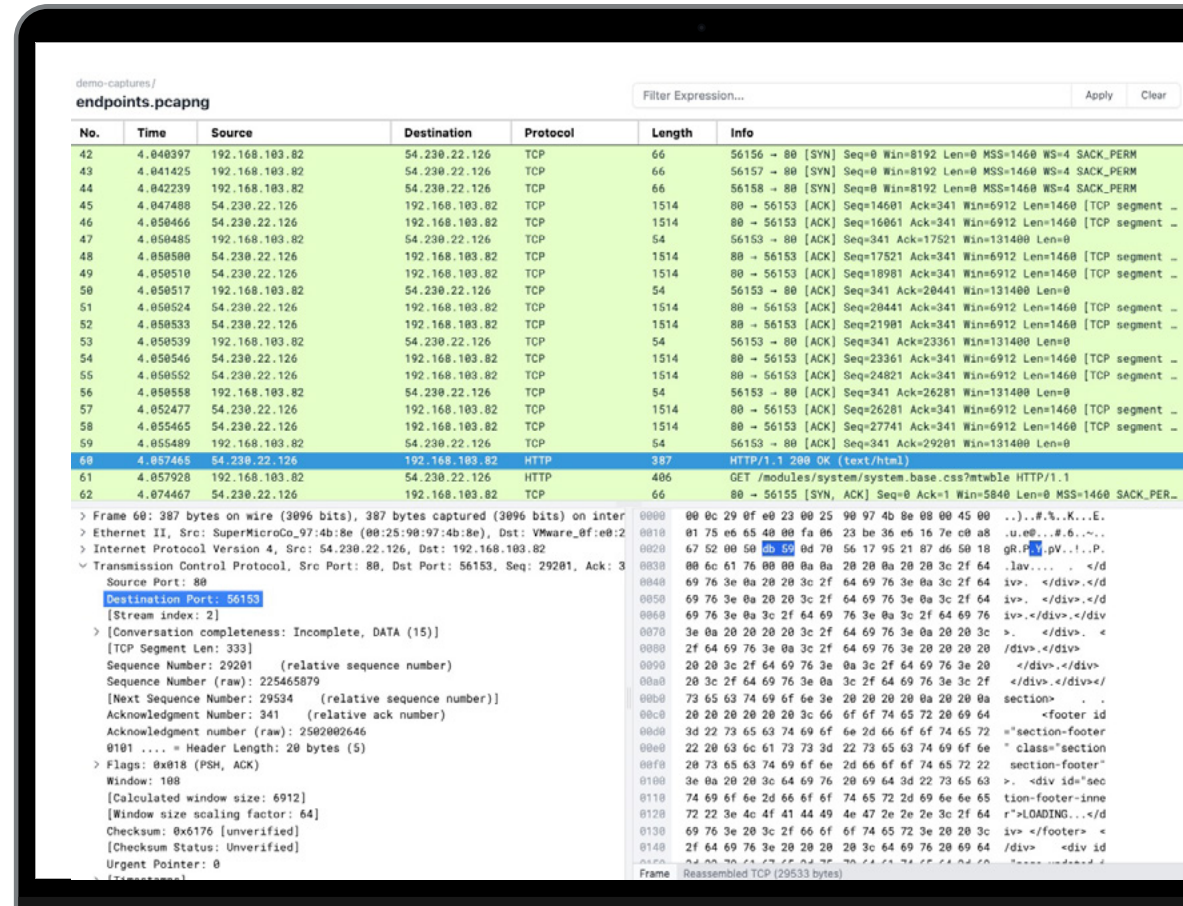 demo-captures/
endpoints.pcapng
Filter Expression... Apply Clear
No. Time Source Destination Protocol Length Info
42 4.040397 192.168.103.82 54.230.22.126 TCP 66 56156 → 80 [SYN] Seq=0 Win=8192 Len=0 MSS=1460 WS=4 SACK_PERM
43 4.041425 192.168.103.82 54.230.22.126 TCP 66 56157 → 80 [SYN] Seq=0 Win=8192 Len=0 MSS=1460 WS=4 SACK_PERM
44 4.042239 192.168.103.82 54.230.22.126 TCP 66 56158 → 80 [SYN] Seq=0 Win=8192 Len=0 MSS=1460 WS=4 SACK_PERM
45 4.047488 54.230.22.126 192.168.103.82 TCP 1514 80 → 56153 [ACK] Seq=14601 Ack=341 Win=6912 Len=1460 [TCP segment …
46 4.050466 54.230.22.126 192.168.103.82 TCP 1514 80 → 56153 [ACK] Seq=16061 Ack=341 Win=6912 Len=1460 [TCP segment …
47 4.050485 192.168.103.82 54.230.22.126 TCP 54 56153 → 80 [ACK] Seq=341 Ack=17521 Win=131400 Len=0
48 4.050500 54.230.22.126 192.168.103.82 TCP 1514 80 → 56153 [ACK] Seq=17521 Ack=341 Win=6912 Len=1460 [TCP segment …
49 4.050510 54.230.22.126 192.168.103.82 TCP 1514 80 → 56153 [ACK] Seq=18981 Ack=341 Win=6912 Len=1460 [TCP segment …
50 4.050517 192.168.103.82 54.230.22.126 TCP 54 56153 → 80 [ACK] Seq=341 Ack=20441 Win=131400 Len=0
51 4.050524 54.230.22.126 192.168.103.82 TCP 1514 80 → 56153 [ACK] Seq=20441 Ack=341 Win=6912 Len=1460 [TCP segment …
52 4.050533 54.230.22.126 192.168.103.82 TCP 1514 80 → 56153 [ACK] Seq=21901 Ack=341 Win=6912 Len=1460 [TCP segment …
53 4.050539 192.168.103.82 54.230.22.126 TCP 54 56153 → 80 [ACK] Seq=341 Ack=23361 Win=131400 Len=0
54 4.050546 54.230.22.126 192.168.103.82 TCP 1514 80 → 56153 [ACK] Seq=23361 Ack=341 Win=6912 Len=1460 [TCP segment …
55 4.050552 54.230.22.126 192.168.103.82 TCP 1514 80 → 56153 [ACK] Seq=24821 Ack=341 Win=6912 Len=1460 [TCP segment …
56 4.050558 192.168.103.82 54.230.22.126 TCP 54 56153 → 80 [ACK] Seq=341 Ack=26281 Win=131400 Len=0
57 4.052477 54.230.22.126 192.168.103.82 TCP 1514 80 → 56153 [ACK] Seq=26281 Ack=341 Win=6912 Len=1460 [TCP segment …
58 4.055465 54.230.22.126 192.168.103.82 TCP 1514 80 → 56153 [ACK] Seq=27741 Ack=341 Win=6912 Len=1460 [TCP segment …
59 4.055489 192.168.103.82 54.230.22.126 TCP 54 56153 → 80 [ACK] Seq=341 Ack=29201 Win=131400 Len=0
60 4.057465 54.230.22.126 192.168.103.82 HTTP 387 HTTP/1.1 200 OK (text/html)
61 4.057928 192.168.103.82 54.230.22.126 HTTP 406 GET /modules/system/system.base.css?mtwble HTTP/1.1
62 4.074467 54.230.22.126 192.168.103.82 TCP 66 80 → 56155 [SYN, ACK] Seq=0 Ack=1 Win=5840 Len=0 MSS=1460 SACK_PER…
> Frame 60: 387 bytes on wire (3096 bits), 387 bytes captured (3096 bits) on inter
> Ethernet II, Src: SuperMicroCo_97:4b:8e (00:25:90:97:4b:8e), Dst: VMware_0f:e0:2
> Internet Protocol Version 4, Src: 54.230.22.126, Dst: 192.168.103.82
Transmission Control Protocol, Src Port: 80, Dst Port: 56153, Seq: 29201, Ack: 3
Source Port: 80
Destination Port: 56153
[Stream index: 2]
> [Conversation completeness: Incomplete, DATA (15)]
[TCP Segment Len: 333]
Sequence Number: 29201 (relative sequence number)
Sequence Number (raw): 225465879
[Next Sequence Number: 29534 (relative sequence number)]
Acknowledgment Number: 341 (relative ack number)
Acknowledgment number (raw): 2502002646
0101 .... = Header Length: 20 bytes (5)
> Flags: 0x018 (PSH, ACK)
Window: 108
[Calculated window size: 6912]
[Window size scaling factor: 64]
Checksum: 0x6176 [unverified]
[Checksum Status: Unverified]
Urgent Pointer: 0
> [Timestamps]
0000 00 0c 29 0f e0 23 00 25 90 97 4b 8e 08 00 45 00 ..)..#.%..K...E.
0010 01 75 e6 65 40 00 fa 06 23 be 36 e6 16 7e c0 a8 .u.e@...#.6..~..
0020 67 52 00 50 db 59 0d 70 56 17 95 21 87 d6 50 18 gR.P.Y.pV..!..P.
0030 00 6c 61 76 00 00 0a 0a 20 20 0a 20 20 3c 2f 64 .lav.... . </d
0040 69 76 3e 0a 20 20 3c 2f 64 69 76 3e 0a 3c 2f 64 iv>. </div>.</d
0050 69 76 3e 0a 20 20 3c 2f 64 69 76 3e 0a 3c 2f 64 iv>. </div>.</d
0060 69 76 3e 0a 3c 2f 64 69 76 3e 0a 3c 2f 64 69 76 iv>.</div>.</div
0070 3e 0a 20 20 20 20 3c 2f 64 69 76 3e 0a 20 20 3c >. </div>. <
0080 2f 64 69 76 3e 0a 3c 2f 64 69 76 3e 20 20 20 20 /div>.</div>
0090 20 20 3c 2f 64 69 76 3e 0a 3c 2f 64 69 76 3e 20 </div>.</div>
00a0 20 3c 2f 64 69 76 3e 0a 3c 2f 64 69 76 3e 3c 2f </div>.</div></
00b0 73 65 63 74 69 6f 6e 3e 20 20 20 20 0a 20 20 0a section> . .
00c0 20 20 20 20 20 20 3c 66 6f 6f 74 65 72 20 69 64 <footer id
00d0 3d 22 73 65 63 74 69 6f 6e 2d 66 6f 6f 74 65 72 ="section-footer
00e0 22 20 63 6c 61 73 73 3d 22 73 65 63 74 69 6f 6e " class="section
00f0 20 73 65 63 74 69 6f 6e 2d 66 6f 6f 74 65 72 22 section-footer"
0100 3e 0a 20 20 3c 64 69 76 20 69 64 3d 22 73 65 63 >. <div id="sec
0110 74 69 6f 6e 2d 66 6f 6f 74 65 72 2d 69 6e 6e 65 tion-footer-inne
0120 72 22 3e 4c 4f 41 44 49 4e 47 2e 2e 2e 3c 2f 64 r">LOADING...</d
0130 69 76 3e 20 3c 2f 66 6f 6f 74 65 72 3e 20 20 3c iv> </footer> <
0140 2f 64 69 76 3e 20 20 20 20 3c 64 69 76 20 69 64 /div> <div id
Frame Reassembled TCP (29533 bytes)